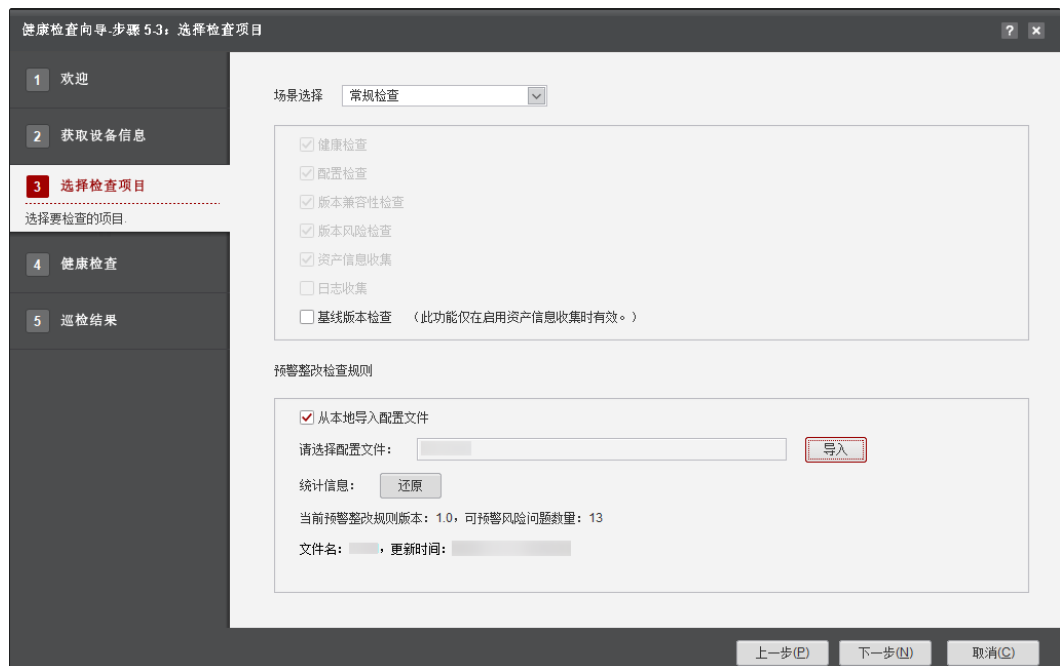 健康检查向导-步骤 5-3：选择检查项目
? ×
1 欢迎
2 获取设备信息
3 选择检查项目
选择要检查的项目.
4 健康检查
5 巡检结果
场景选择 常规检查
健康检查
配置检查
版本兼容性检查
版本风险检查
资产信息收集
日志收集
基线版本检查 （此功能仅在启用资产信息收集时有效。）
预警整改检查规则
从本地导入配置文件
请选择配置文件： 导入
统计信息： 还原
当前预警整改规则版本：1.0，可预警风险问题数量：13
文件名： ，更新时间：
上一步(P) 下一步(N) 取消(C)